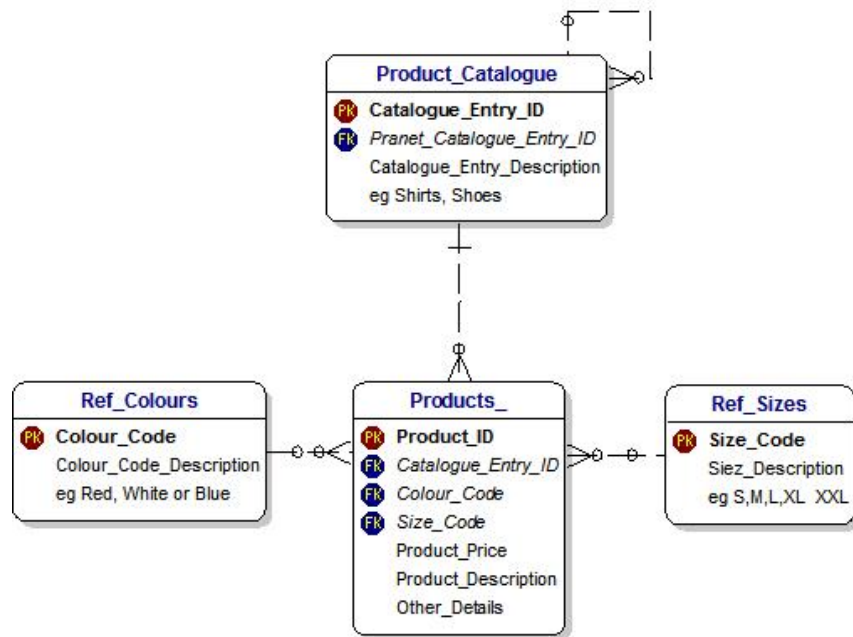 Product_Catalogue
PK Catalogue_Entry_ID
FK Pranet_Catalogue_Entry_ID
Catalogue_Entry_Description
eg Shirts, Shoes
Ref_Colours
PK Colour_Code
Colour_Code_Description
eg Red, White or Blue
Products_
PK Product_ID
FK Catalogue_Entry_ID
FK Colour_Code
FK Size_Code
Product_Price
Product_Description
Other_Details
Ref_Sizes
PK Size_Code
Siez_Description
eg S,M,L,XL XXL